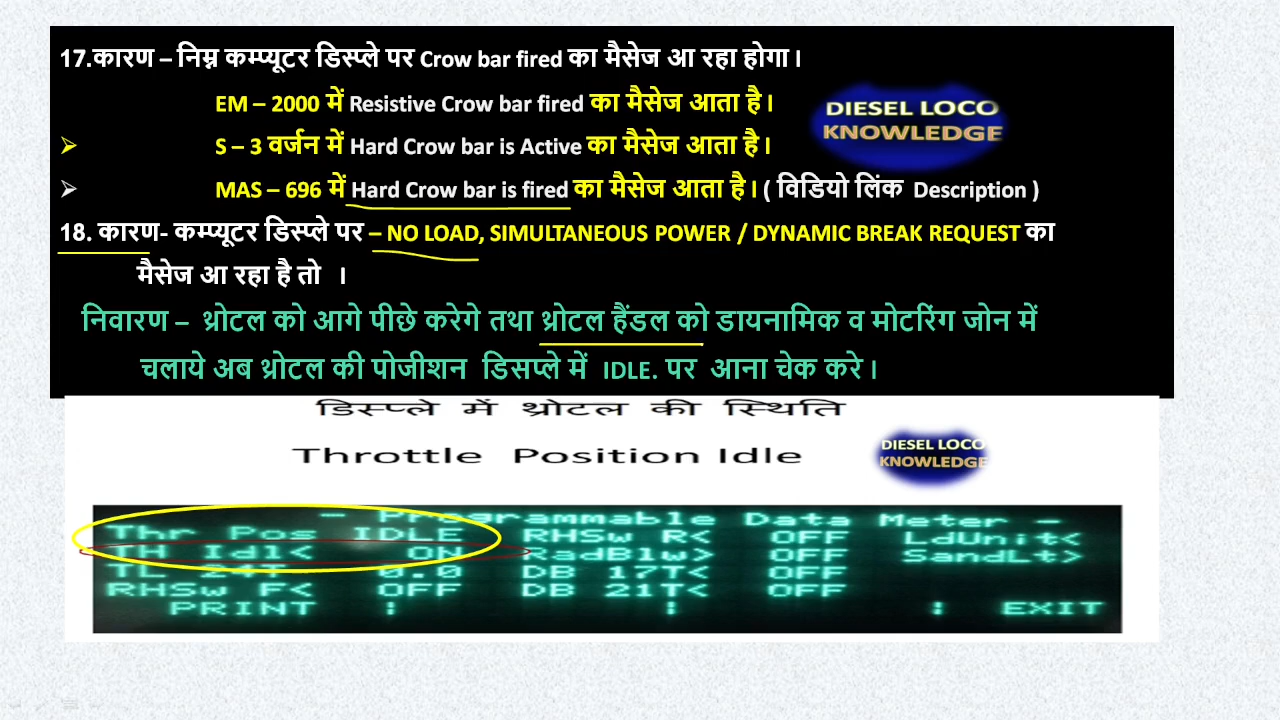 17.कारण – निम्न कम्प्यूटर डिस्प्ले पर Crow bar fired का मैसेज आ रहा होगा ।
EM – 2000 में Resistive Crow bar fired का मैसेज आता है ।
DIESEL LOCO
KNOWLEDGE
S – 3 वर्जन में Hard Crow bar is Active का मैसेज आता है ।
MAS – 696 में Hard Crow bar is fired का मैसेज आता है । ( विडियो लिंक Description )
18. कारण- कम्प्यूटर डिस्प्ले पर – NO LOAD, SIMULTANEOUS POWER / DYNAMIC BREAK REQUEST का
मैसेज आ रहा है तो ।
निवारण – थ्रोटल को आगे पीछे करेगे तथा थ्रोटल हैंडल को डायनामिक व मोटरिंग जोन में
चलाये अब थ्रोटल की पोजीशन डिसप्ले में IDLE. पर आना चेक करे ।
डिस्प्ले में थ्रोटल की स्थिति
Throttle Position Idle
DIESEL LOCO
KNOWLEDGE
- Programmable Data Meter -
Thr Pos IDLE RHSw R< OFF LdUnit<
TH Idl< ON RadBlw> OFF SandLt>
TL 24T 0.0 DB 17T< OFF
RHSw F< OFF DB 21T< OFF
PRINT : : : EXIT